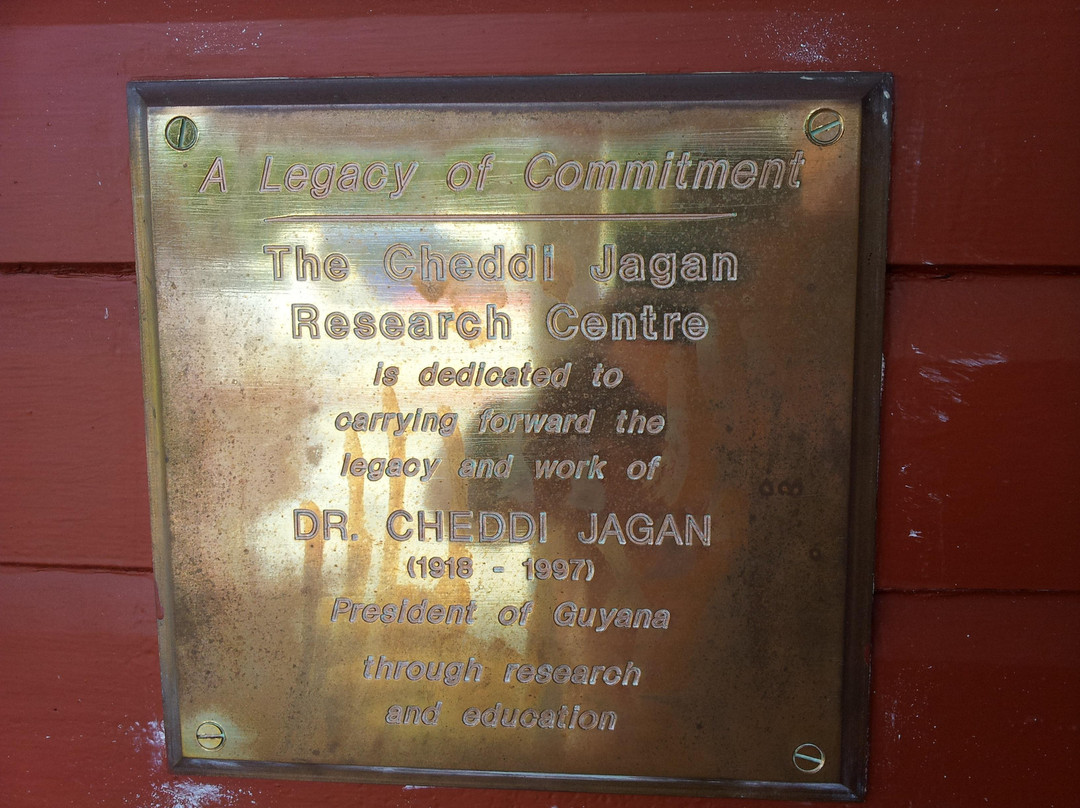 A Legacy of Commitment
The Cheddi Jagan
Research Centre
is dedicated to
carrying forward the
legacy and work of
DR. CHEDDI JAGAN
(1918 - 1997)
President of Guyana
through research
and education